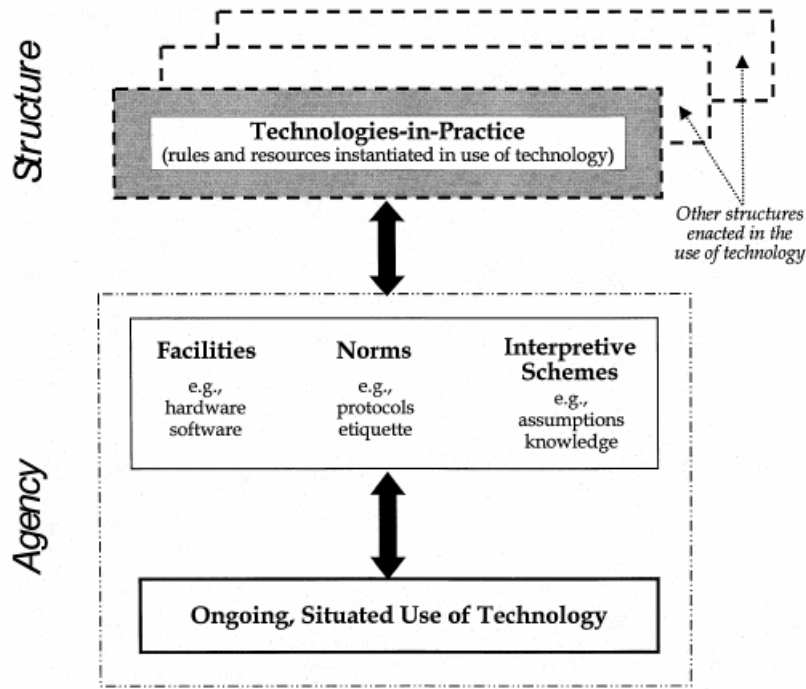 Structure
Technologies-in-Practice
(rules and resources instantiated in use of technology)
Other structures
enacted in the
use of technology
Agency
Facilities
e.g.,
hardware
software
Norms
e.g.,
protocols
etiquette
Interpretive
Schemes
e.g.,
assumptions
knowledge
Ongoing, Situated Use of Technology